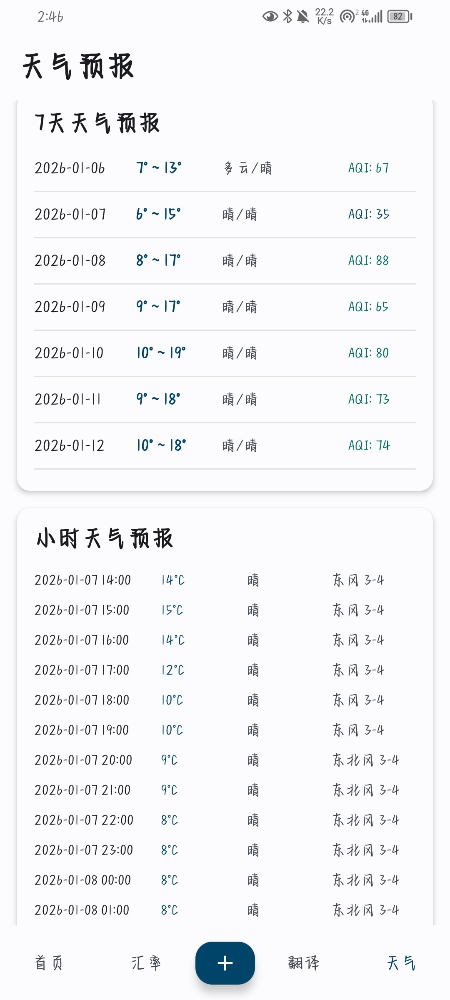 2:46 22.2 K/s 2 4G 82
天气预报
7天天气预报
2026-01-06 7° ~ 13° 多云/晴 AQI: 67
2026-01-07 6° ~ 15° 晴/晴 AQI: 35
2026-01-08 8° ~ 17° 晴/晴 AQI: 88
2026-01-09 9° ~ 17° 晴/晴 AQI: 65
2026-01-10 10° ~ 19° 晴/晴 AQI: 80
2026-01-11 9° ~ 18° 晴/晴 AQI: 73
2026-01-12 10° ~ 18° 晴/晴 AQI: 74
小时天气预报
2026-01-07 14:00 14°C 晴 东风 3-4
2026-01-07 15:00 15°C 晴 东风 3-4
2026-01-07 16:00 14°C 晴 东风 3-4
2026-01-07 17:00 12°C 晴 东风 3-4
2026-01-07 18:00 10°C 晴 东风 3-4
2026-01-07 19:00 10°C 晴 东风 3-4
2026-01-07 20:00 9°C 晴 东北风 3-4
2026-01-07 21:00 9°C 晴 东北风 3-4
2026-01-07 22:00 8°C 晴 东北风 3-4
2026-01-07 23:00 8°C 晴 东北风 3-4
2026-01-08 00:00 8°C 晴 东北风 3-4
2026-01-08 01:00 8°C 晴 东北风 3-4
首页 汇率 + 翻译 天气